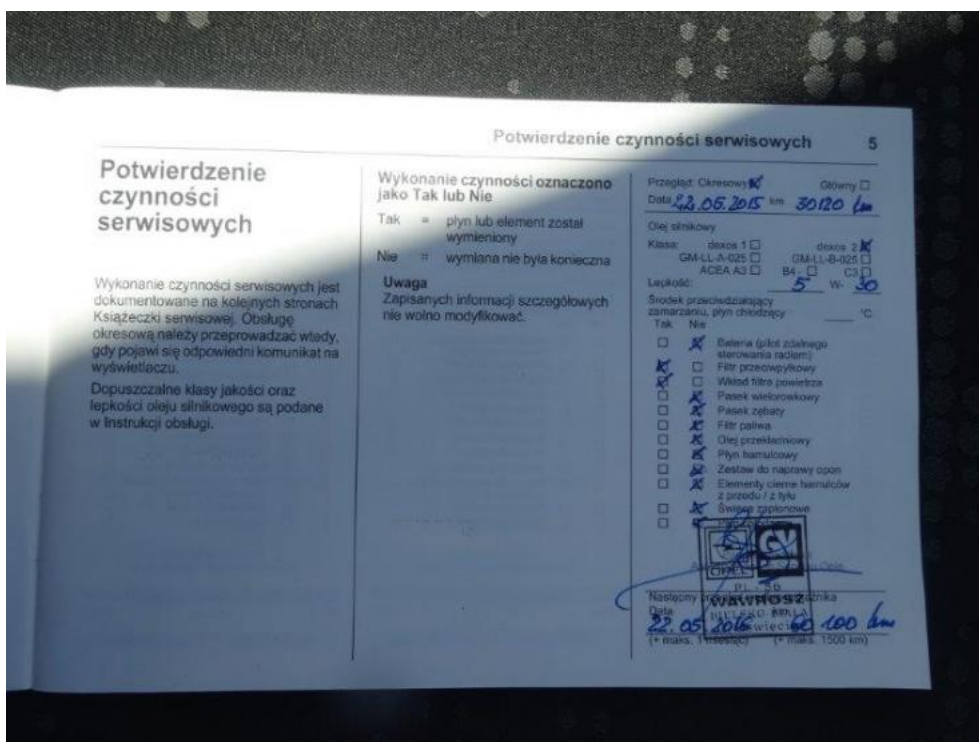 Potwierdzenie czynności serwisowych 5
Potwierdzenie
czynności
serwisowych
Wykonanie czynności serwisowych jest
dokumentowane na kolejnych stronach
Książeczki serwisowej. Obsługę
okresową należy przeprowadzać wtedy,
gdy pojawi się odpowiedni komunikat na
wyświetlaczu.
Dopuszczalne klasy jakości oraz
lepkości oleju silnikowego są podane
w Instrukcji obsługi.
Wykonanie czynności oznaczono
jako Tak lub Nie
Tak = płyn lub element został
wymieniony
Nie = wymiana nie była konieczna
Uwaga
Zapisanych informacji szczegółowych
nie wolno modyfikować.
Przegląd: Okresowy Główny
Data 22.05.2015 km 30120 km
Olej silnikowy
Klasa: dexos 1 dexos 2
GM-LL-A-025 GM-LL-B-025
ACEA A3 B4- C3
Lepkość: 5 W- 30
Środek przeciwdziałający
zamarzaniu, płyn chłodzący °C
Tak Nie
Bateria (pilot zdalnego
sterowania radiem)
Filtr przeciwpyłkowy
Wkład filtra powietrza
Pasek wielorowkowy
Pasek zębaty
Filtr paliwa
Olej przekładniowy
Płyn hamulcowy
Zestaw do naprawy opon
Elementy cierne hamulców
z przodu / z tyłu
Świece zapłonowe
OPEL
PL - 56
Następny
WAWROSZ
Data BIELSKO-BIAŁA
22.05.2016 60 100 km
(+ maks. 1 miesiąc) (+ maks. 1500 km)